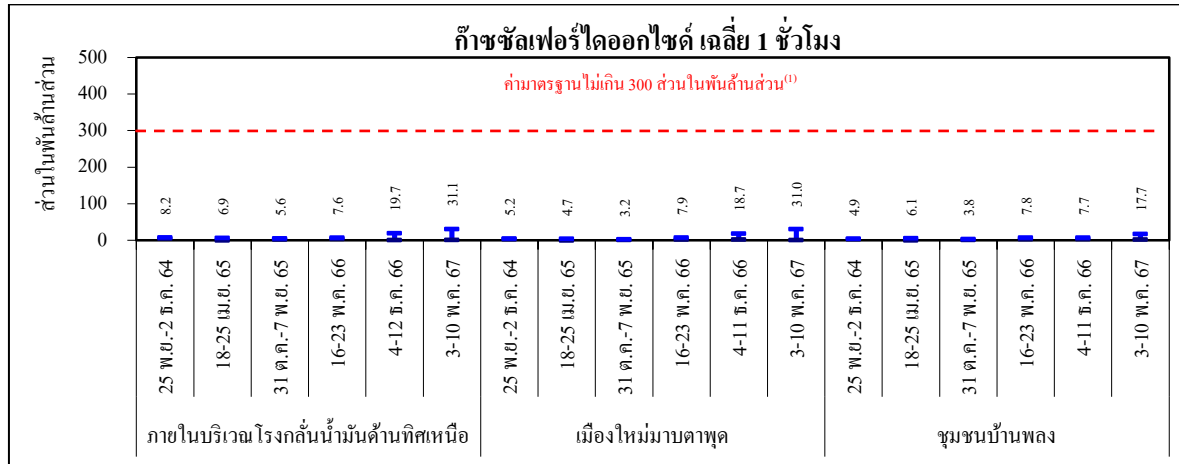 ก๊าซซัลเฟอร์ไดออกไซด์ เฉลี่ย 1 ชั่วโมง
ส่วนในพันล้านส่วน
500
400
300
200
100
0
ค่ามาตรฐานไม่เกิน 300 ส่วนในพันล้านส่วน(1)
8.2
6.9
5.6
7.6
19.7
31.1
5.2
4.7
3.2
7.9
18.7
31.0
4.9
6.1
3.8
7.8
7.7
17.7
25 พ.ย.-2 ธ.ค. 64
18-25 เม.ย. 65
31 ต.ค.-7 พ.ย. 65
16-23 พ.ค. 66
4-12 ธ.ค. 66
3-10 พ.ค. 67
25 พ.ย.-2 ธ.ค. 64
18-25 เม.ย. 65
31 ต.ค.-7 พ.ย. 65
16-23 พ.ค. 66
4-11 ธ.ค. 66
3-10 พ.ค. 67
25 พ.ย.-2 ธ.ค. 64
18-25 เม.ย. 65
31 ต.ค.-7 พ.ย. 65
16-23 พ.ค. 66
4-11 ธ.ค. 66
3-10 พ.ค. 67
ภายในบริเวณโรงกลั่นน้ำมันด้านทิศเหนือ
เมืองใหม่มาบตาพุด
ชุมชนบ้านพลง